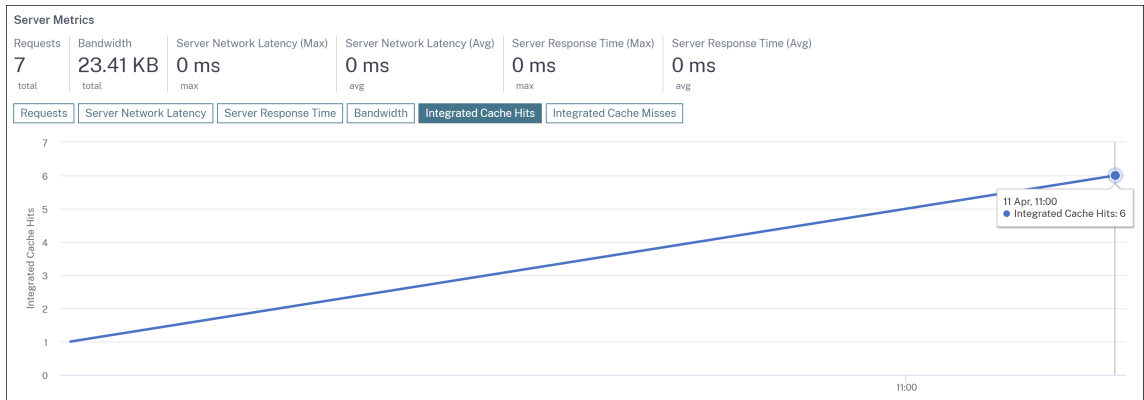 Server Metrics
Requests Bandwidth Server Network Latency (Max) Server Network Latency (Avg) Server Response Time (Max) Server Response Time (Avg)
7 23.41 KB 0 ms 0 ms 0 ms 0 ms
total total max avg max avg
Requests Server Network Latency Server Response Time Bandwidth Integrated Cache Hits Integrated Cache Misses
7
6
5
4
3
2
1
0
Integrated Cache Hits
11 Apr, 11:00
Integrated Cache Hits: 6
11:00